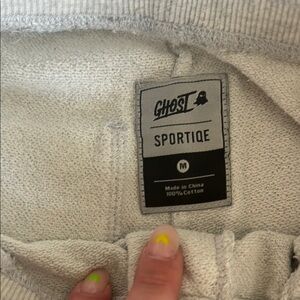 GHOST
SPORTIQE
M
Made in China
100% Cotton